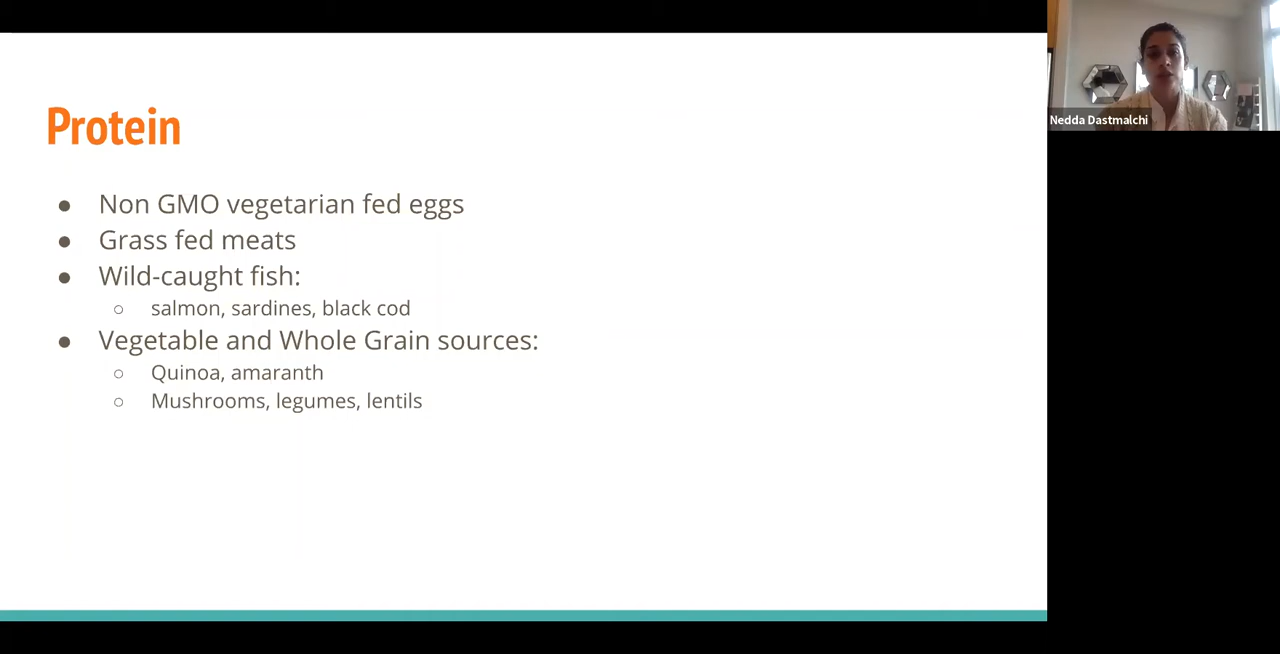 Protein
● Non GMO vegetarian fed eggs
● Grass fed meats
● Wild-caught fish:
○ salmon, sardines, black cod
● Vegetable and Whole Grain sources:
○ Quinoa, amaranth
○ Mushrooms, legumes, lentils
Nedda Dastmalchi